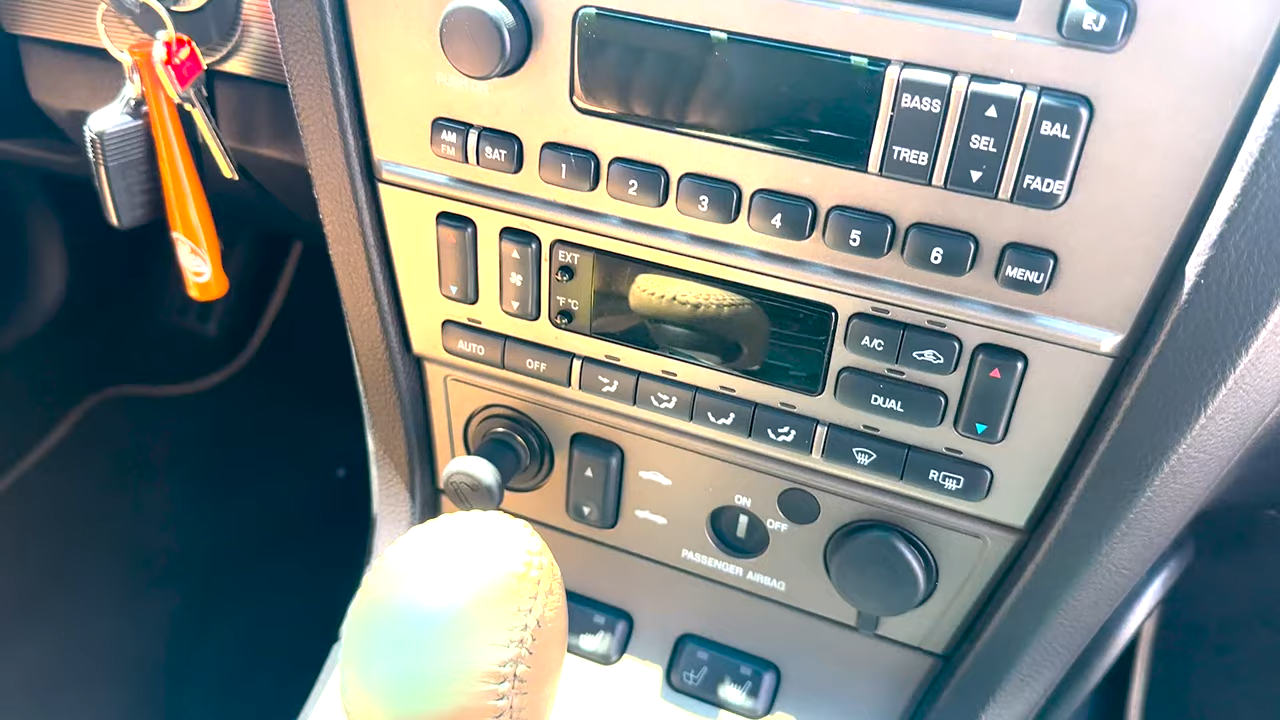 EJ
BASS
TREB
SEL
BAL
FADE
AM
FM
SAT
1
2
3
4
5
6
MENU
EXT
°F °C
AUTO
OFF
A/C
DUAL
R
ON
OFF
PASSENGER AIRBAG